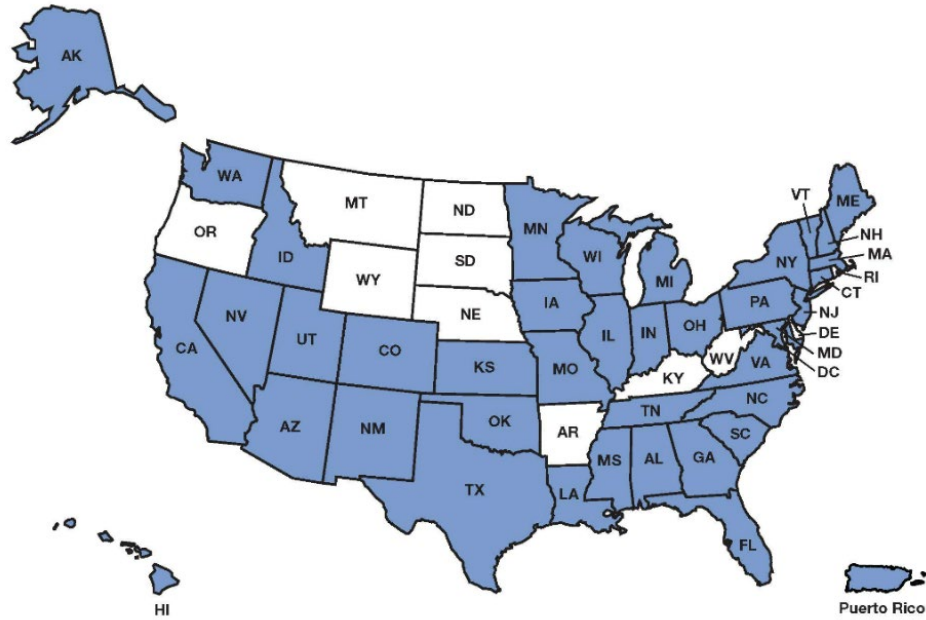 AK
WA
MT
ND
MN
VT
ME
OR
ID
SD
WI
NY
NH
MA
WY
MI
RI
CT
NE
IA
PA
NJ
NV
UT
CO
IL
IN
OH
DE
MD
DC
CA
KS
MO
WV
VA
KY
AZ
NM
OK
AR
TN
NC
SC
TX
LA
MS
AL
GA
FL
HI
Puerto Rico